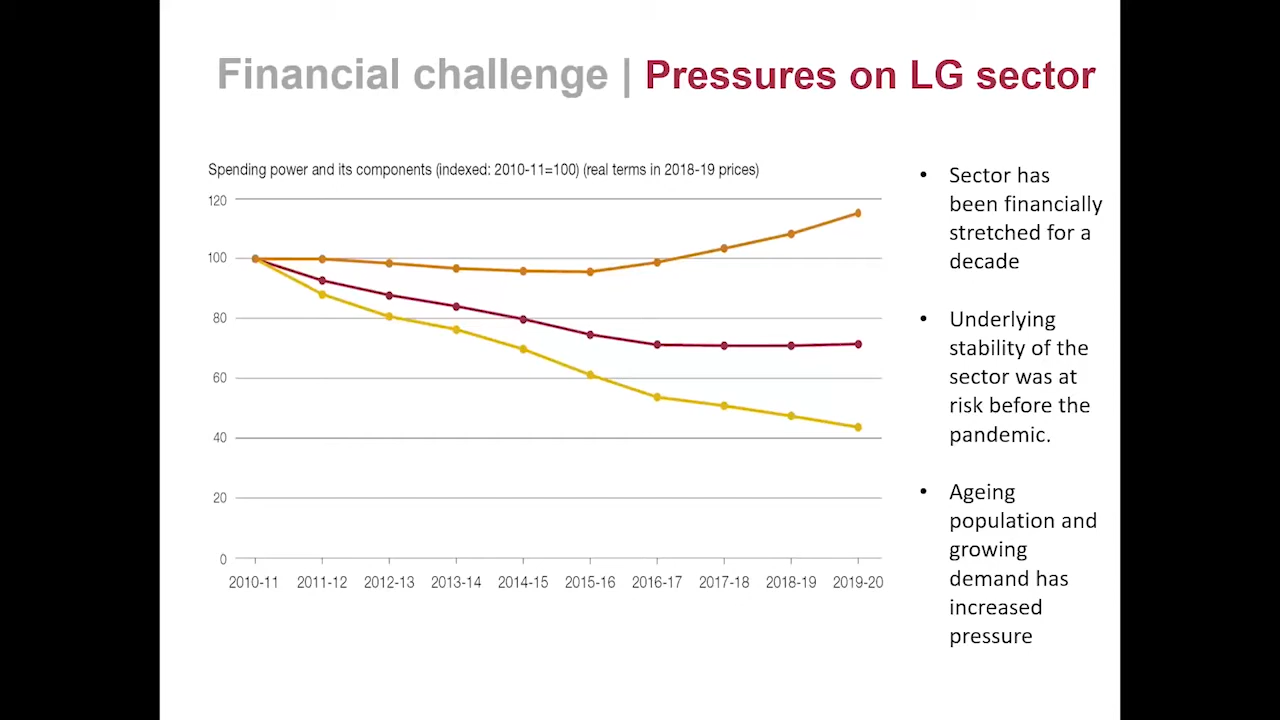 Financial challenge | Pressures on LG sector
Spending power and its components (indexed: 2010-11=100) (real terms in 2018-19 prices)
120
100
80
60
40
20
0
2010-11 2011-12 2012-13 2013-14 2014-15 2015-16 2016-17 2017-18 2018-19 2019-20
• Sector has
been financially
stretched for a
decade
• Underlying
stability of the
sector was at
risk before the
pandemic.
• Ageing
population and
growing
demand has
increased
pressure